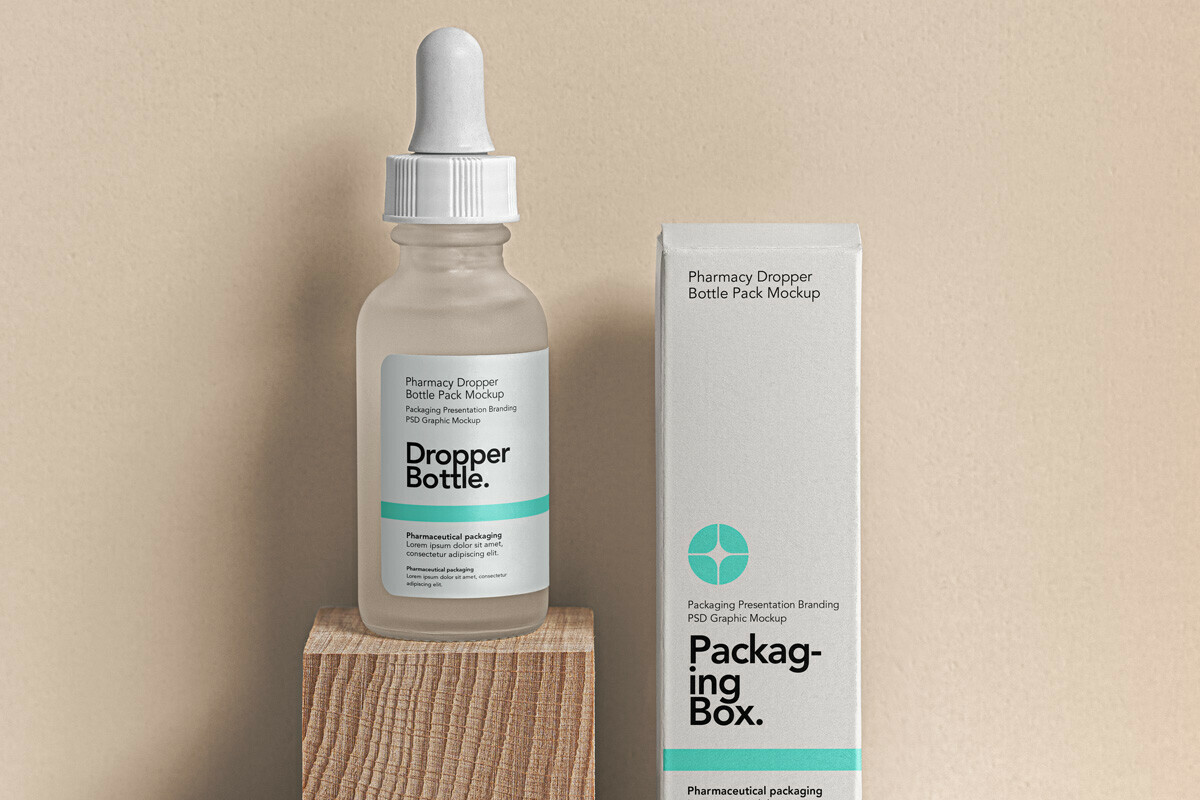 Pharmacy Dropper
Bottle Pack Mockup
Packaging Presentation Branding
PSD Graphic Mockup
Dropper
Bottle.
Pharmaceutical packaging
Lorem ipsum dolor sit amet,
consectetur adipiscing elit.
Pharmaceutical packaging
Lorem ipsum dolor sit amet, consectetur
adipiscing elit.
Pharmacy Dropper
Bottle Pack Mockup
Packaging Presentation Branding
PSD Graphic Mockup
Packag-
ing
Box.
Pharmaceutical packaging